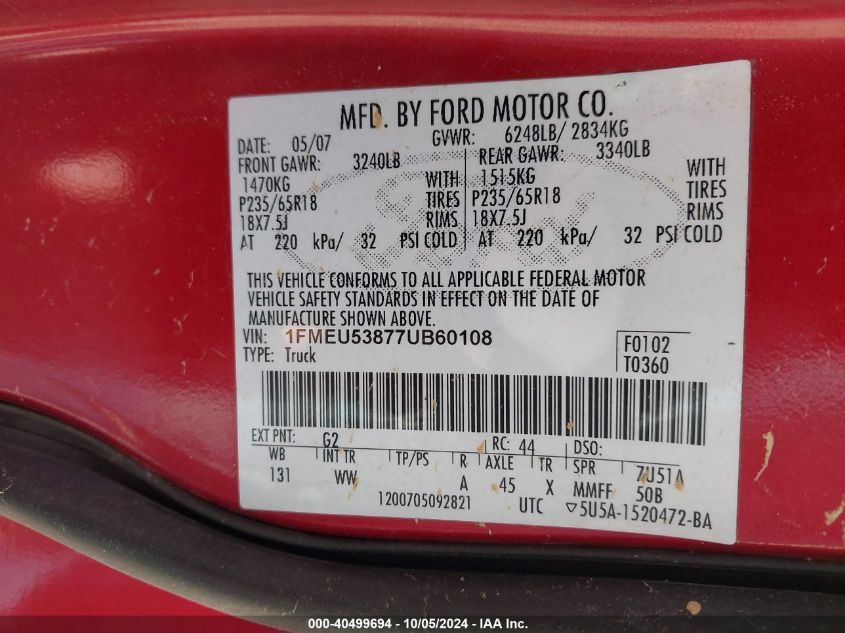 MFD. BY FORD MOTOR CO.
DATE: 05/07 GVWR: 6248LB/ 2834KG
FRONT GAWR: 3240LB REAR GAWR: 3340LB
1470KG WITH 1515KG WITH
P235/65R18 TIRES P235/65R18 TIRES
18X7.5J RIMS 18X7.5J RIMS
AT 220 kPa/ 32 PSI COLD AT 220 kPa/ 32 PSI COLD
THIS VEHICLE CONFORMS TO ALL APPLICABLE FEDERAL MOTOR
VEHICLE SAFETY STANDARDS IN EFFECT ON THE DATE OF
MANUFACTURE SHOWN ABOVE.
VIN: 1FMEU53877UB60108 F0102
TYPE: Truck T0360
EXT PNT: G2 RC: 44 DSO:
WB INT TR TP/PS R AXLE TR SPR 7U51A
131 WW A 45 X MMFF 50B
1200705092821 UTC ▽5U5A-1520472-BA
000-40499694 - 10/05/2024 - IAA Inc.